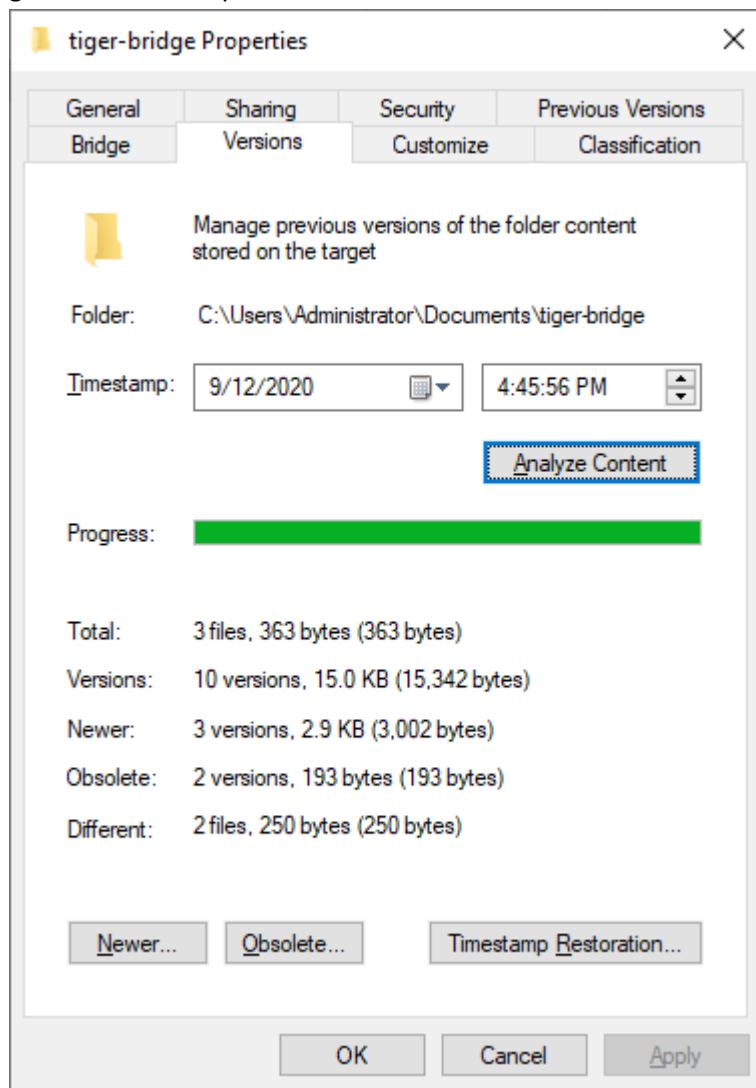 tiger-bridge Properties
General Sharing Security Previous Versions
Bridge Versions Customize Classification
Manage previous versions of the folder content
stored on the target
Folder: C:\Users\Administrator\Documents\tiger-bridge
Timestamp: 9/12/2020 4:45:56 PM
Analyze Content
Progress:
Total: 3 files, 363 bytes (363 bytes)
Versions: 10 versions, 15.0 KB (15,342 bytes)
Newer: 3 versions, 2.9 KB (3,002 bytes)
Obsolete: 2 versions, 193 bytes (193 bytes)
Different: 2 files, 250 bytes (250 bytes)
Newer... Obsolete... Timestamp Restoration...
OK Cancel Apply